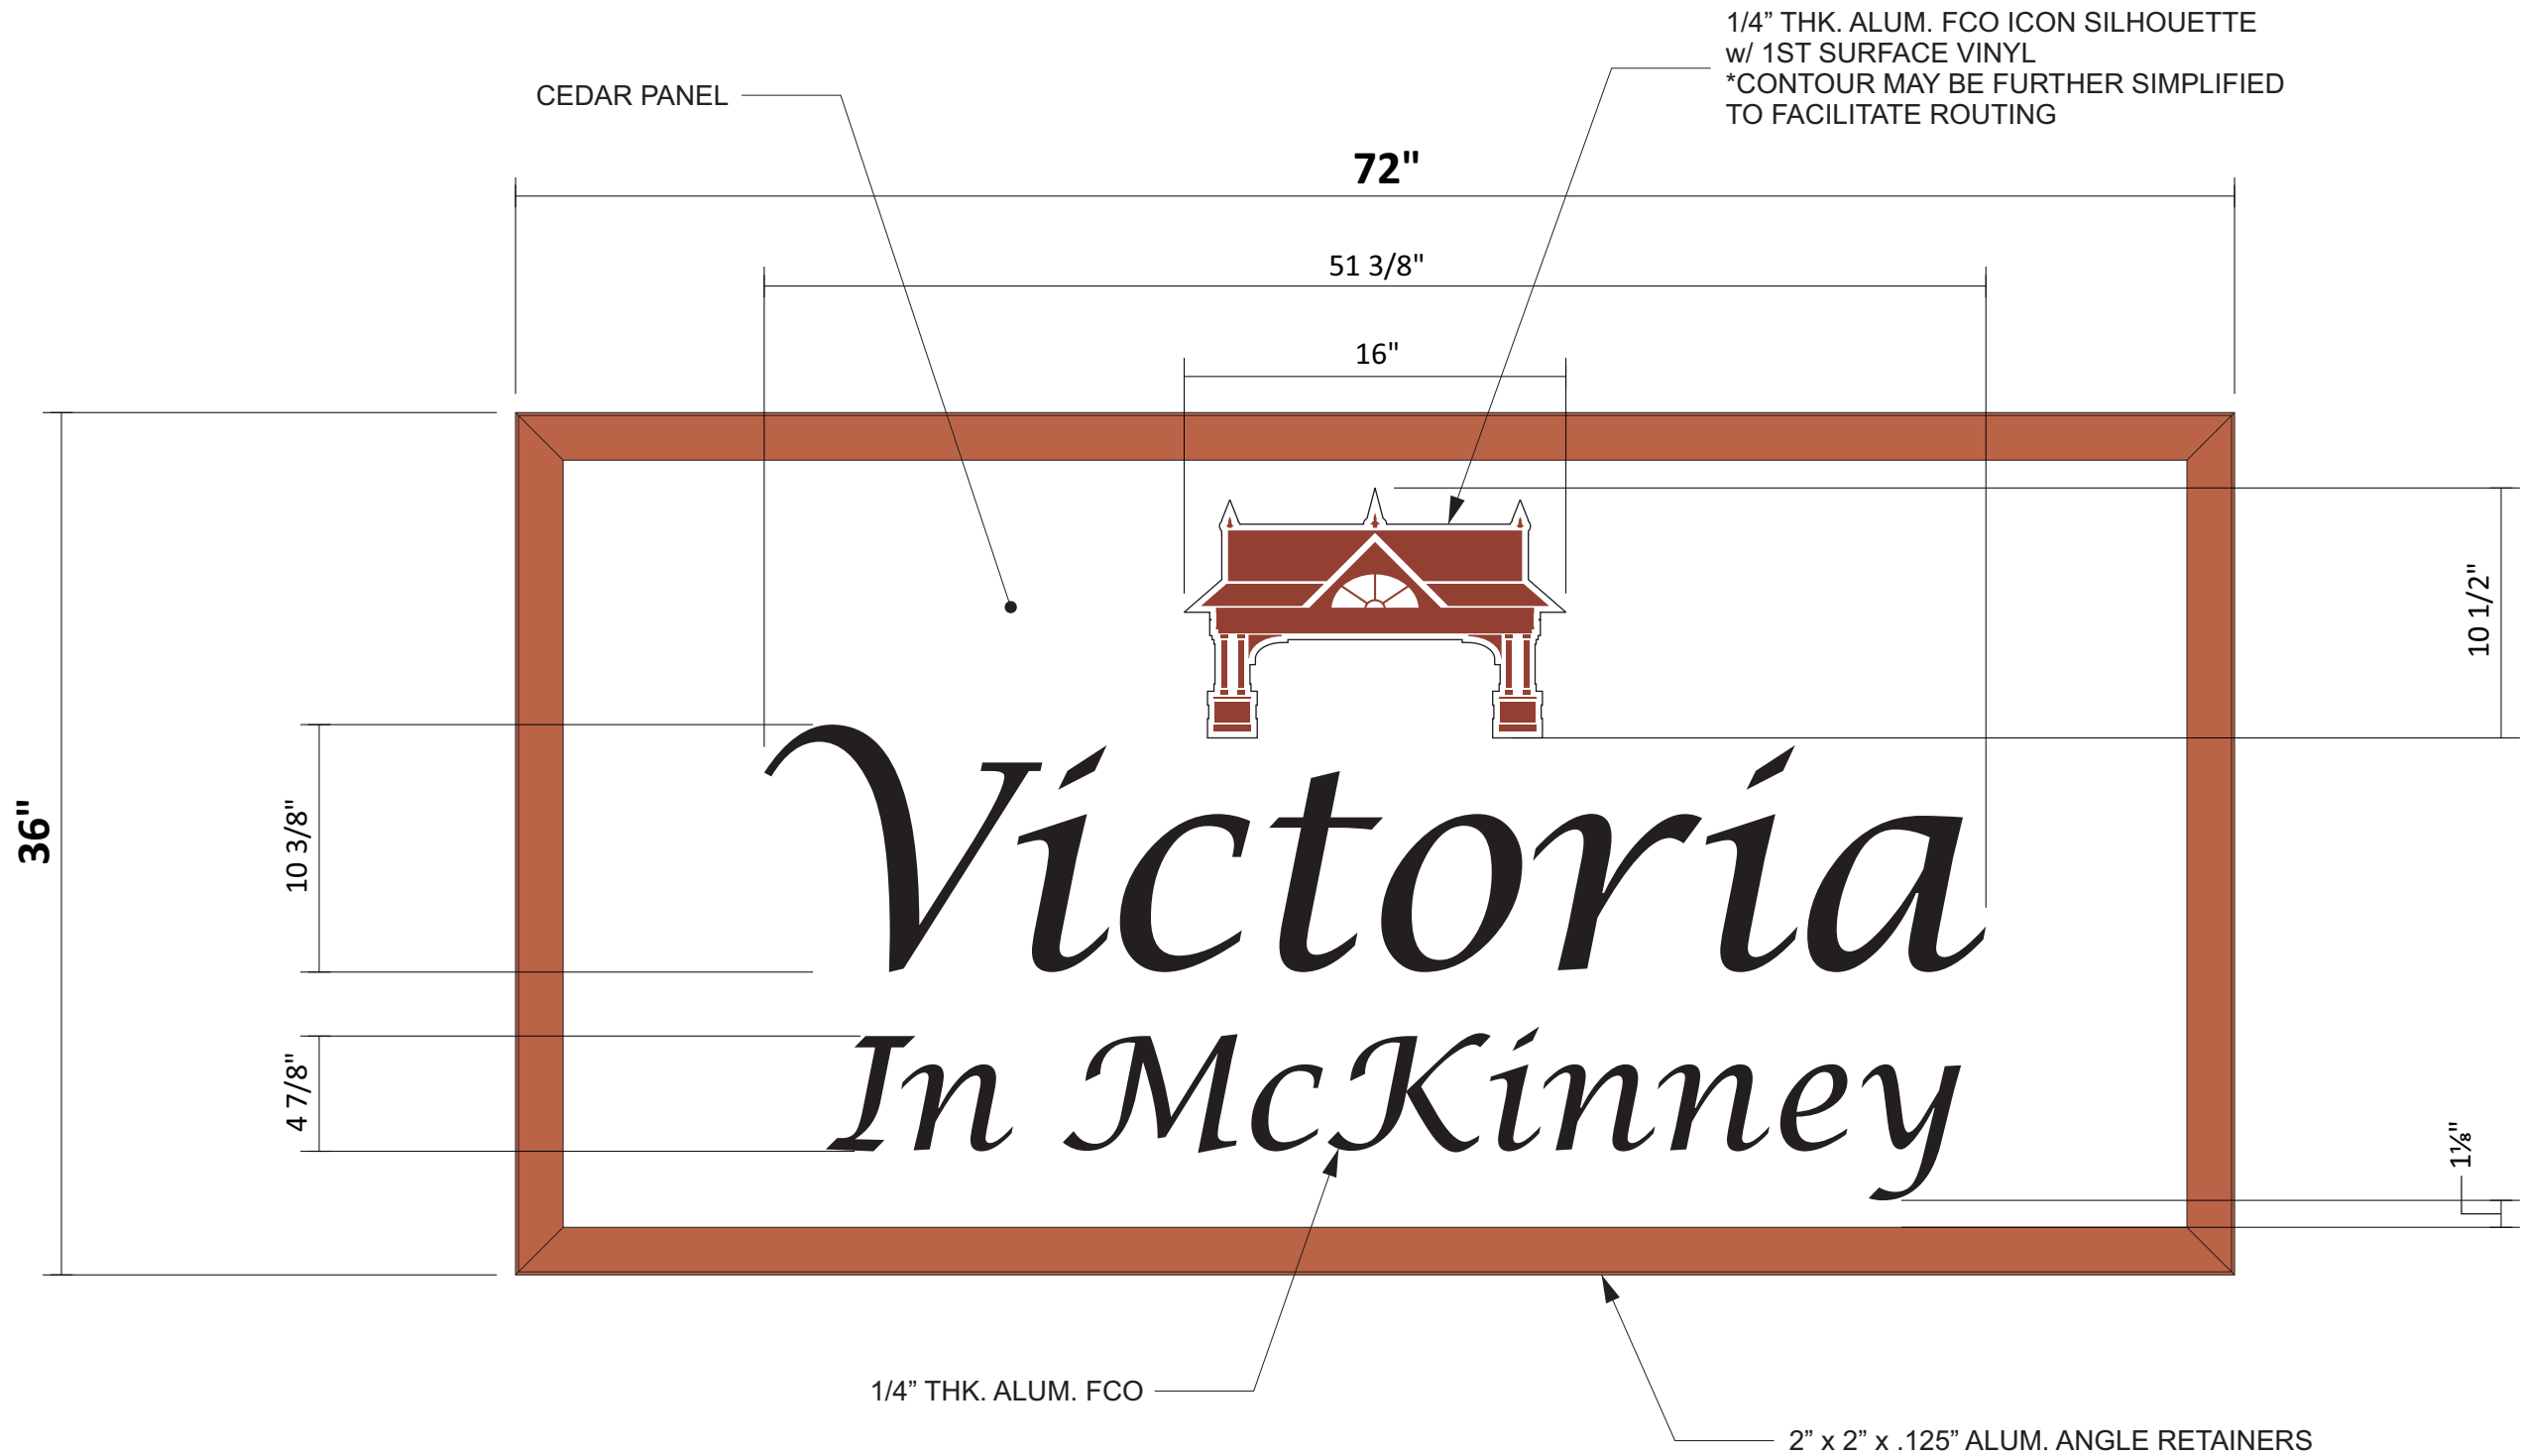 1/4” THK. ALUM. FCO ICON SILHOUETTE
w/ 1ST SURFACE VINYL
*CONTOUR MAY BE FURTHER SIMPLIFIED
TO FACILITATE ROUTING
CEDAR PANEL
72"
51 3/8"
16"
10 1/2"
36"
10 3/8"
Victoria
4 7/8"
In McKinney
1⅛"
1/4” THK. ALUM. FCO
2” x 2” x .125” ALUM. ANGLE RETAINERS